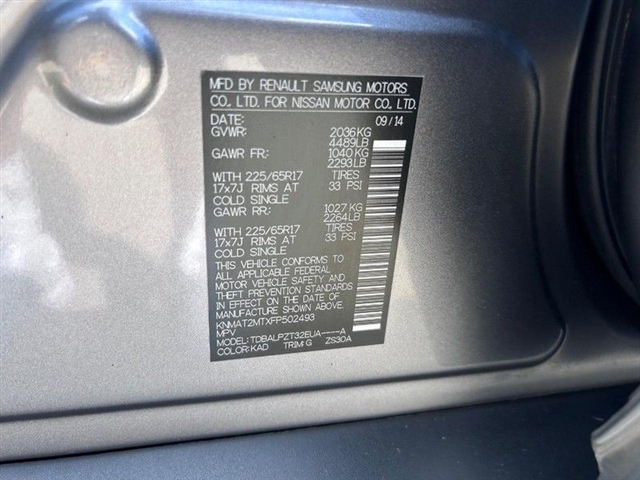 MFD BY RENAULT SAMSUNG MOTORS
CO. LTD. FOR NISSAN MOTOR CO. LTD.
DATE: 09/14
GVWR: 2036KG
4489LB
GAWR FR: 1040 KG
2293LB
WITH 225/65R17 TIRES
17x7J RIMS AT 33 PSI
COLD SINGLE
GAWR RR: 1027 KG
2264LB
WITH 225/65R17 TIRES
17x7J RIMS AT 33 PSI
COLD SINGLE
THIS VEHICLE CONFORMS TO
ALL APPLICABLE FEDERAL
MOTOR VEHICLE SAFETY AND
THEFT PREVENTION STANDARDS
IN EFFECT ON THE DATE OF
MANUFACTURE SHOWN ABOVE.
KNMAT2MTXFP502493
MPV
MODEL: TDBALPZT32EUA----A
COLOR: KAD TRIM: G ZS30A